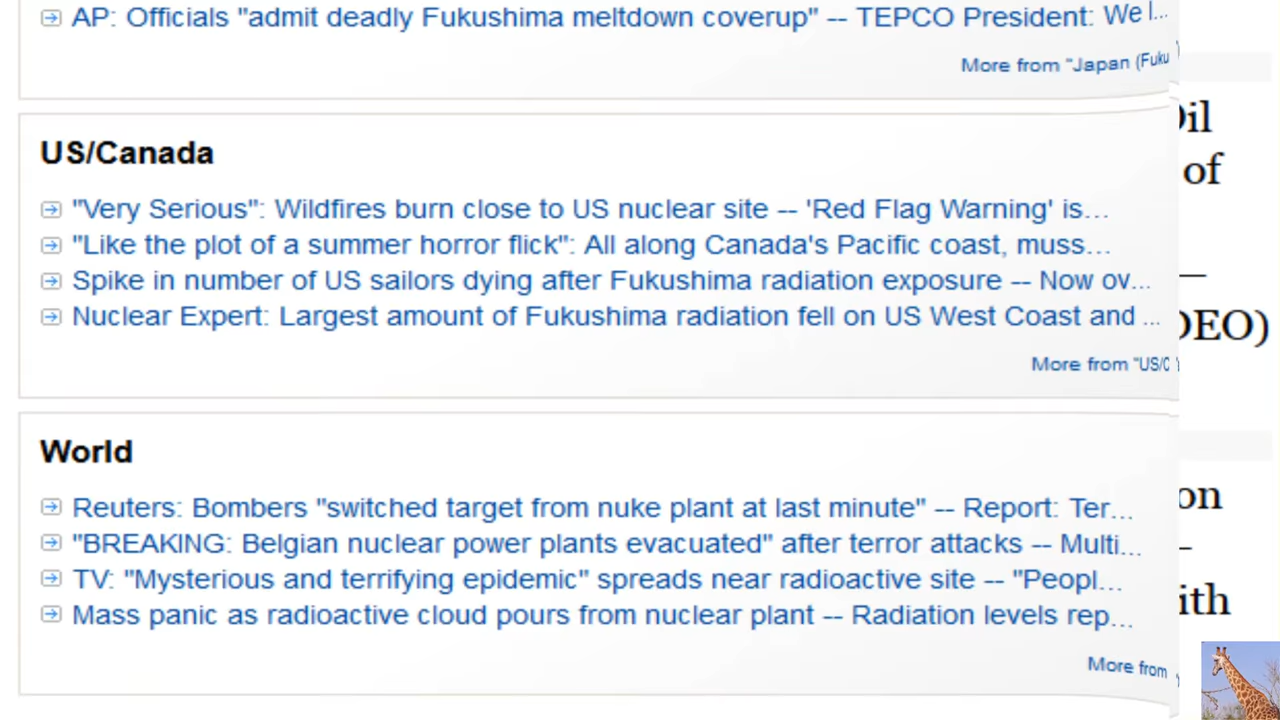 AP: Officials "admit deadly Fukushima meltdown coverup" -- TEPCO President: We l...
More from "Japan (Fuku
US/Canada
"Very Serious": Wildfires burn close to US nuclear site -- 'Red Flag Warning' is...
"Like the plot of a summer horror flick": All along Canada's Pacific coast, muss...
Spike in number of US sailors dying after Fukushima radiation exposure -- Now ov...
Nuclear Expert: Largest amount of Fukushima radiation fell on US West Coast and ...
More from "US/C
World
Reuters: Bombers "switched target from nuke plant at last minute" -- Report: Ter...
"BREAKING: Belgian nuclear power plants evacuated" after terror attacks -- Multi...
TV: "Mysterious and terrifying epidemic" spreads near radioactive site -- "Peopl...
Mass panic as radioactive cloud pours from nuclear plant -- Radiation levels rep...
More from
Oil
of
—
DEO)
on
–
ith